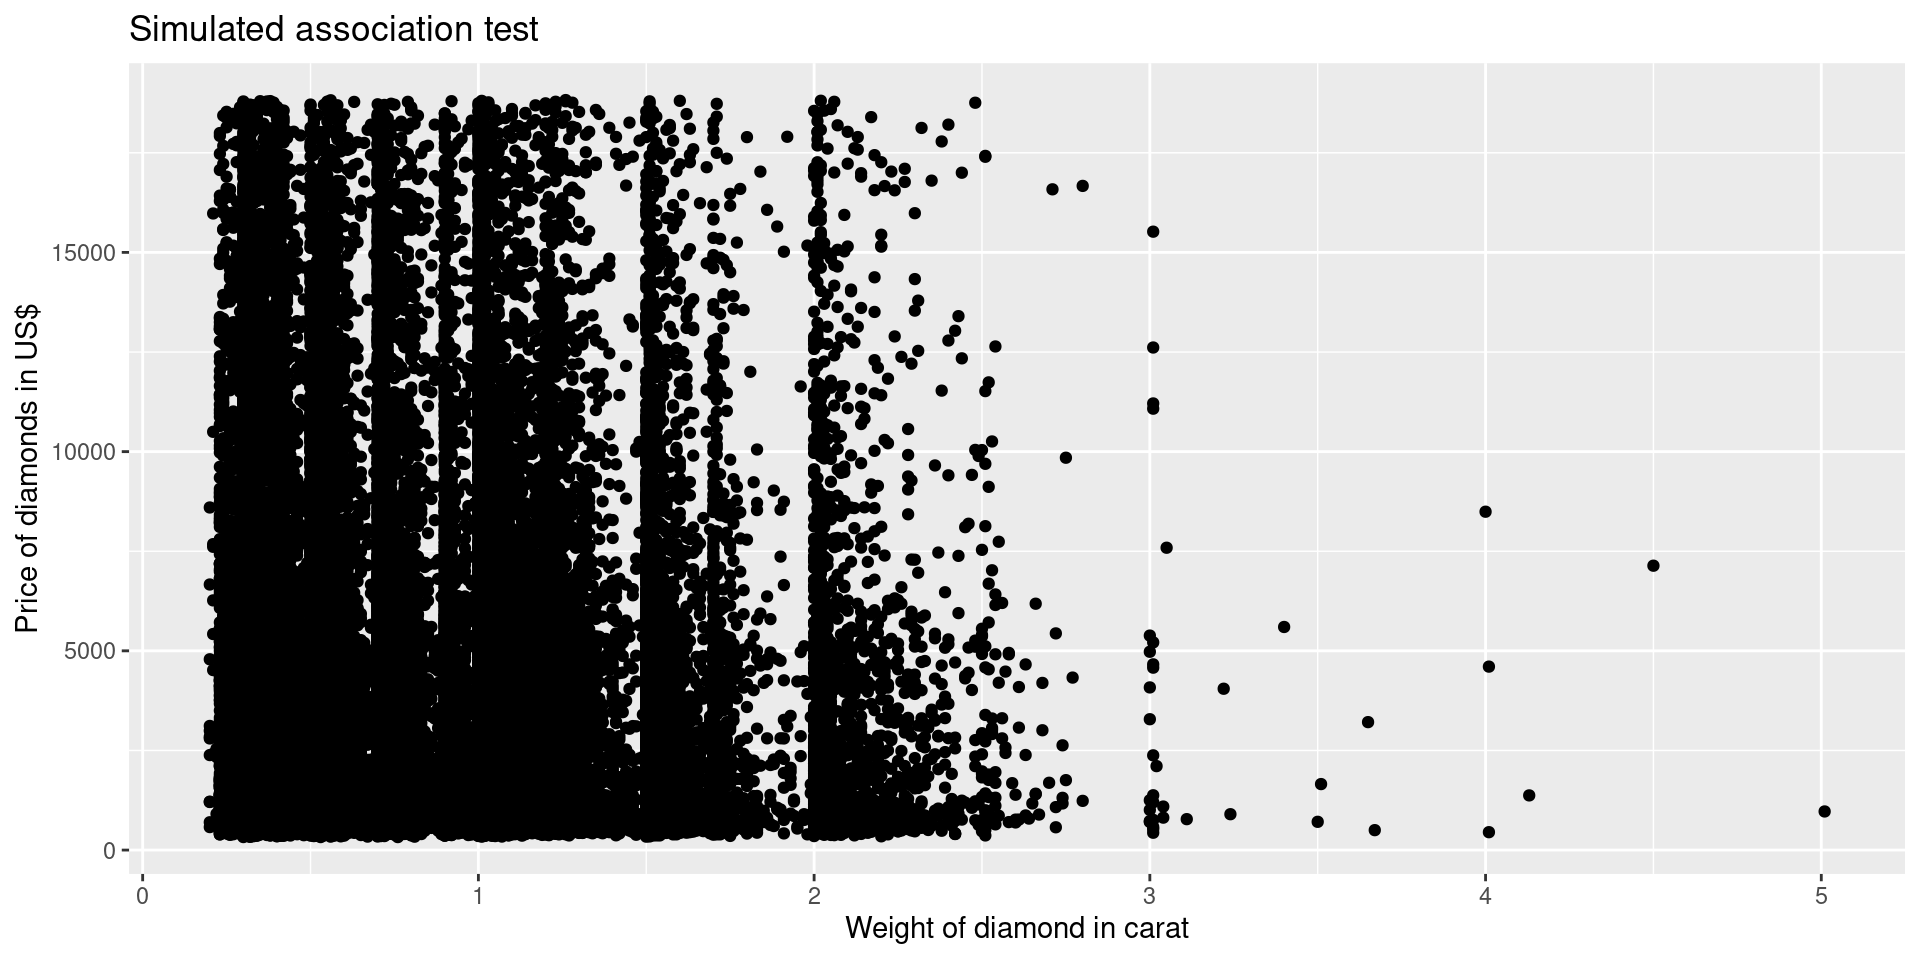 Simulated association test
Price of diamonds in US$
15000
10000
5000
0
0 1 2 3 4 5
Weight of diamond in carat